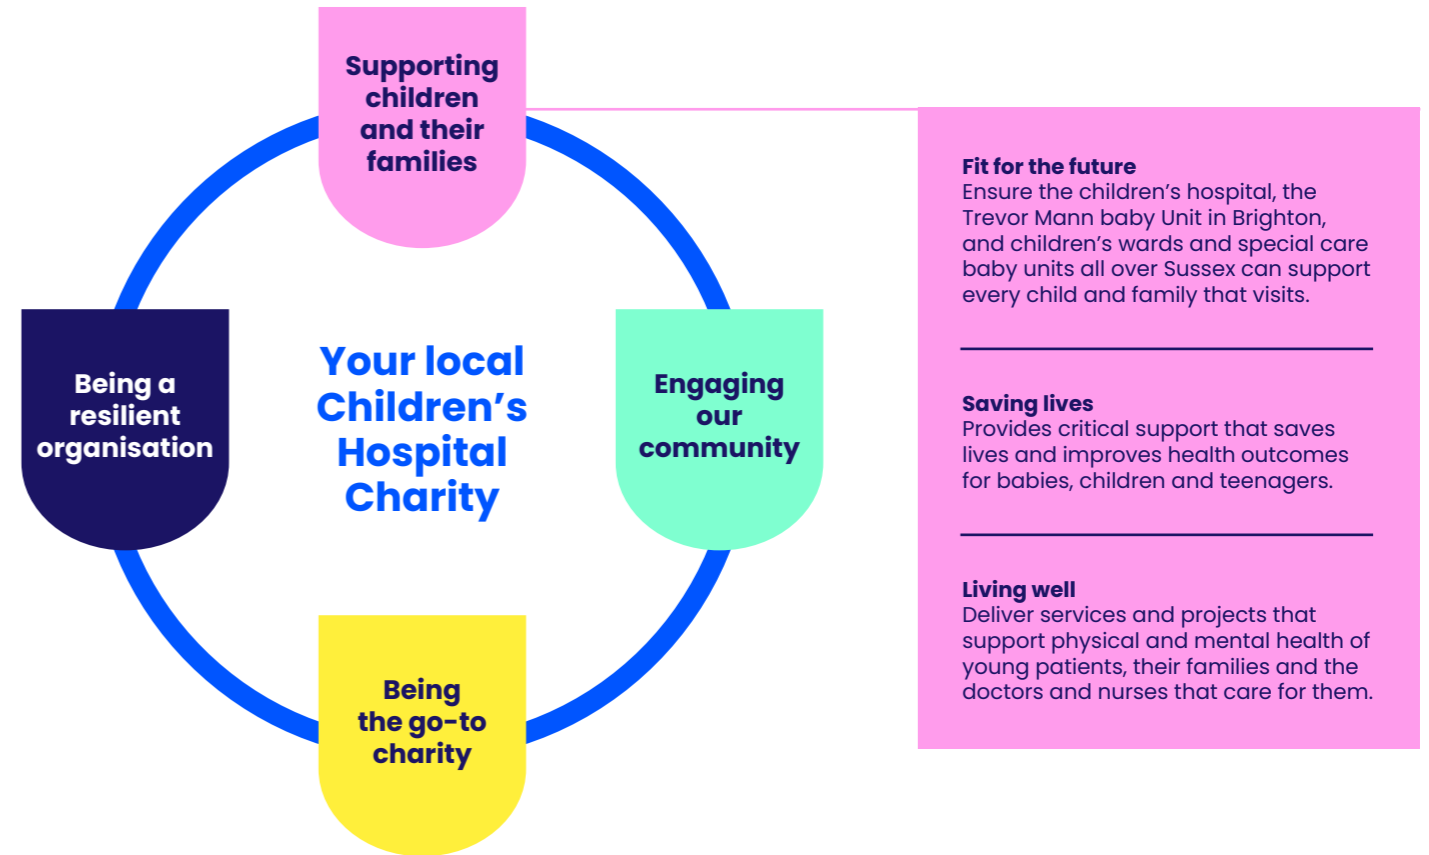 Supporting
children
and their
families
Being a
resilient
organisation
Your local
Children’s
Hospital
Charity
Engaging
our
community
Being
the go-to
charity
Fit for the future
Ensure the children’s hospital, the
Trevor Mann baby Unit in Brighton,
and children’s wards and special care
baby units all over Sussex can support
every child and family that visits.
Saving lives
Provides critical support that saves
lives and improves health outcomes
for babies, children and teenagers.
Living well
Deliver services and projects that
support physical and mental health of
young patients, their families and the
doctors and nurses that care for them.